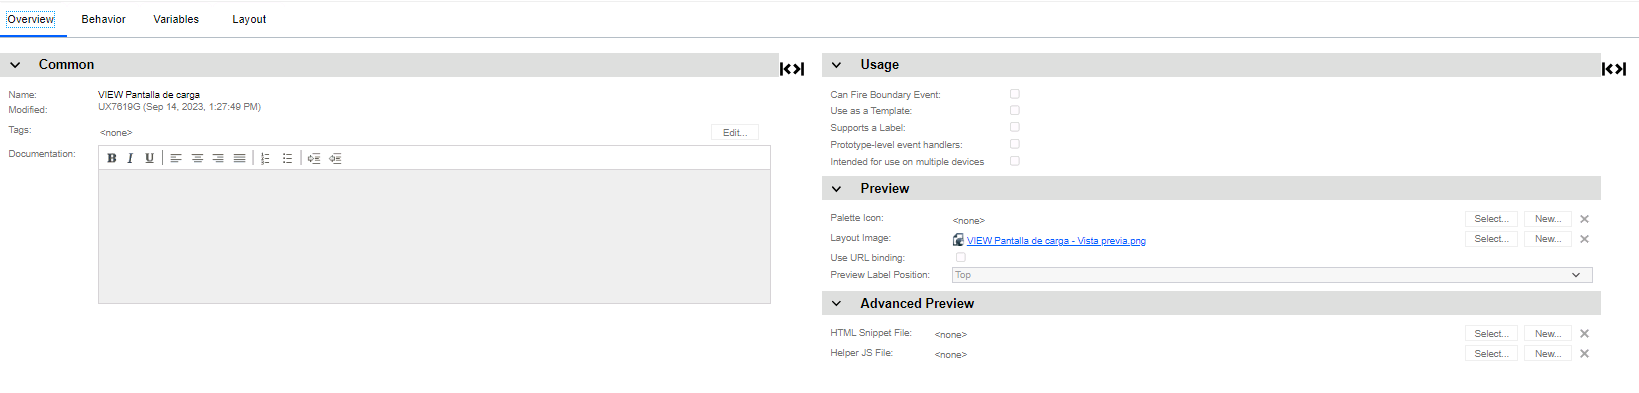 Overview Behavior Variables Layout
Common
Name: VIEW Pantalla de carga
Modified: UX7619G (Sep 14, 2023, 1:27:49 PM)
Tags: <none> Edit...
Documentation:
B I U
Usage
Can Fire Boundary Event:
Use as a Template:
Supports a Label:
Prototype-level event handlers:
Intended for use on multiple devices
Preview
Palette Icon: <none> Select... New...
Layout Image: VIEW Pantalla de carga - Vista previa.png Select... New...
Use URL binding:
Preview Label Position: Top
Advanced Preview
HTML Snippet File: <none> Select... New...
Helper JS File: <none> Select... New...